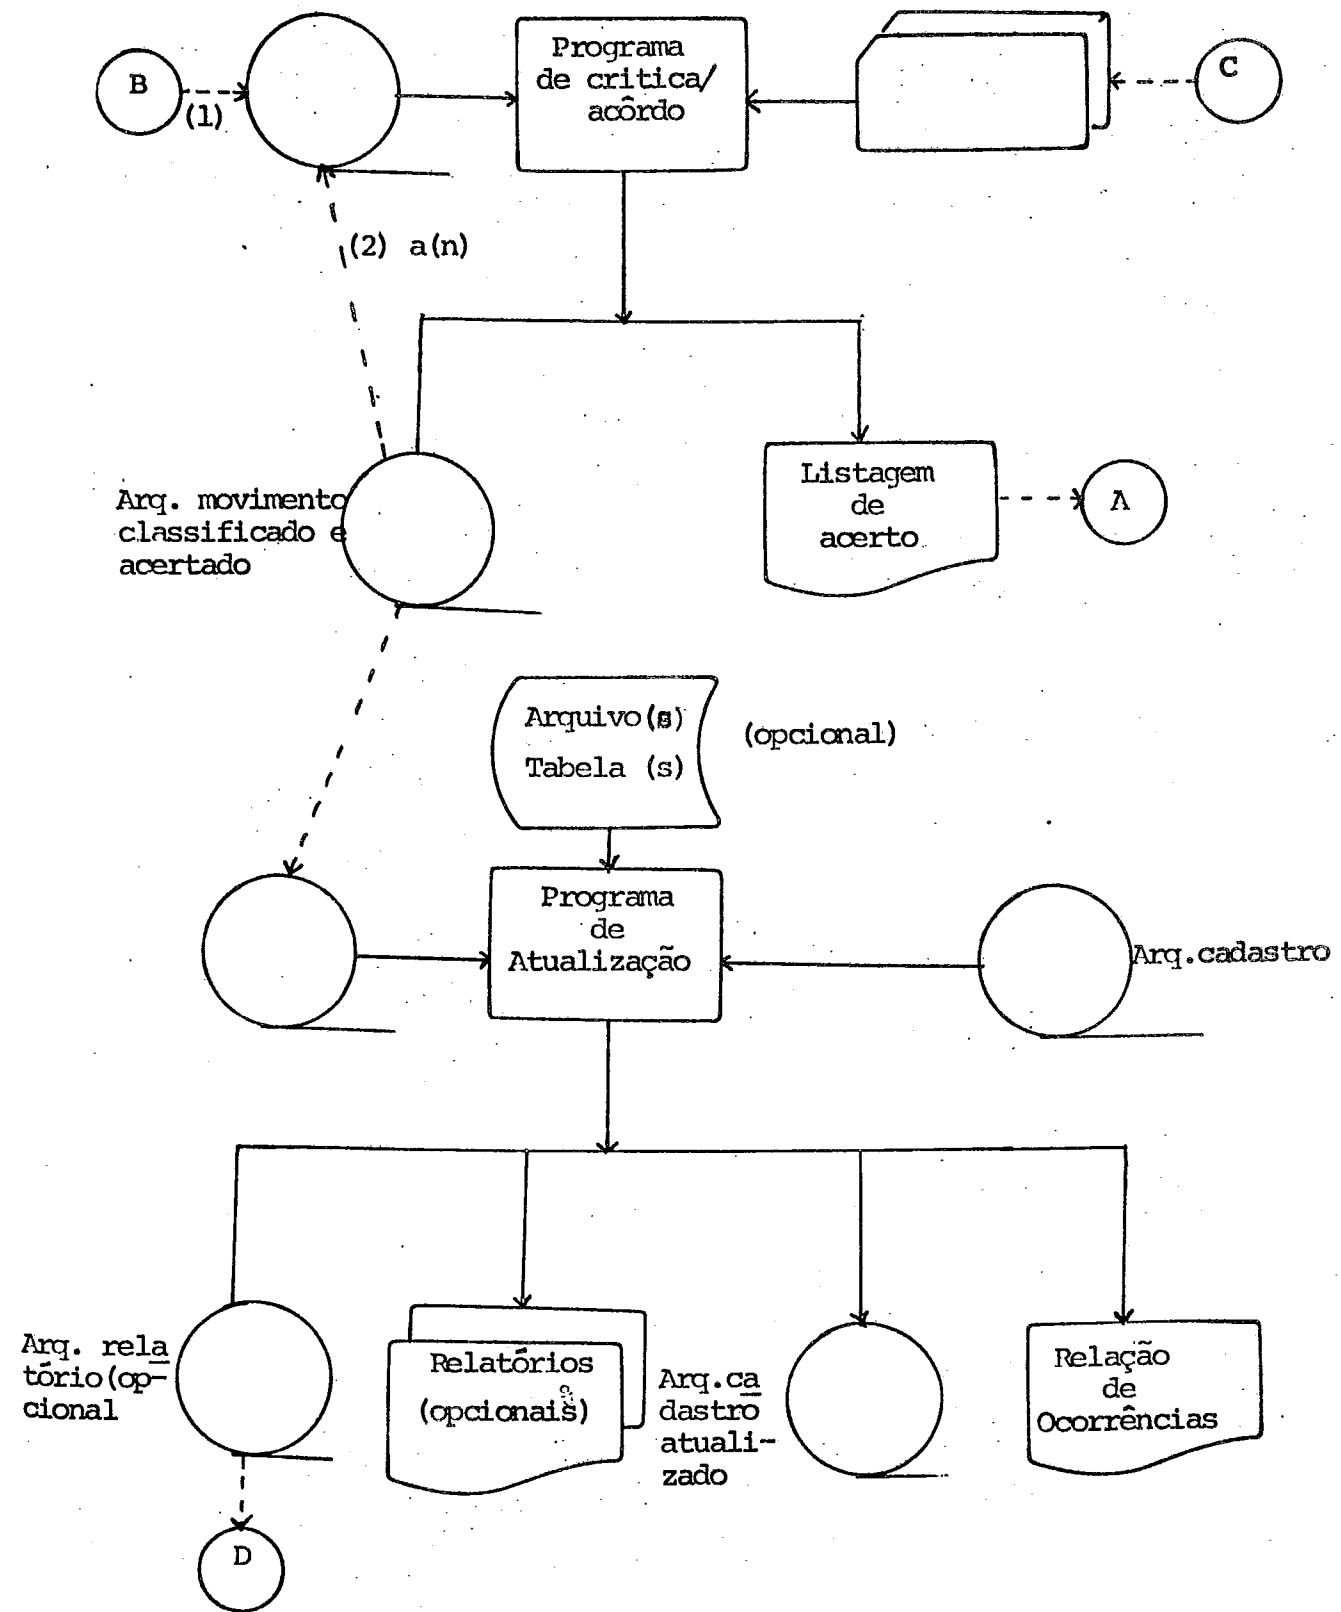 B
(1)
Programa
de critica/
acôrdo
C
(2) a(n)
Arq. movimento
classificado e
acertado
Listagem
de
acerto
A
Arquivo(s)
Tabela (s)
(opcional)
Programa
de
Atualização
Arq.cadastro
Arq. rela
tório(op-
cional
Relatórios
(opcionais)
Arq.ca
dastro
atuali-
zado
Relação
de
Ocorrências
D